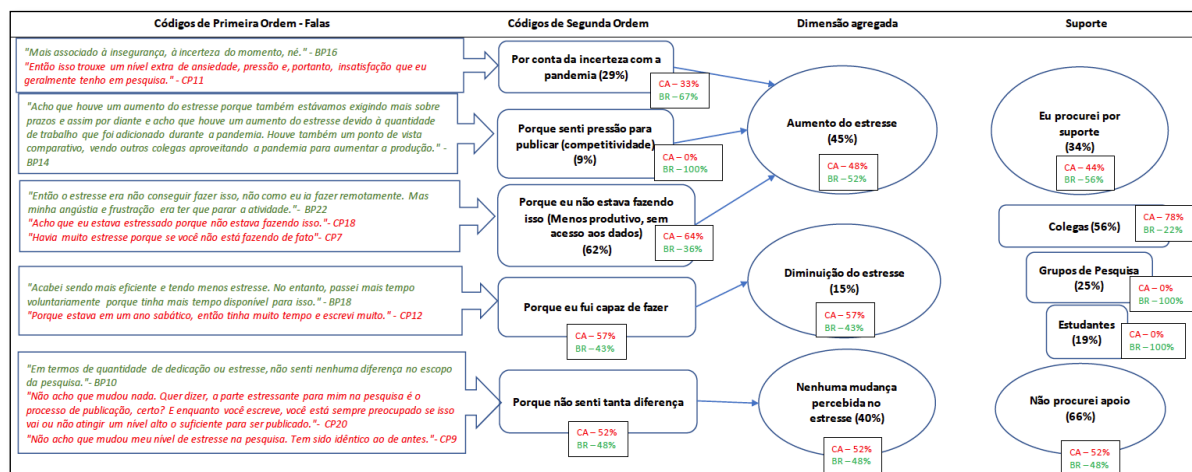 Códigos de Primeira Ordem - Falas
Códigos de Segunda Ordem
Dimensão agregada
Suporte
"Mais associado à insegurança, à incerteza do momento, né." - BP16
"Então isso trouxe um nível extra de ansiedade, pressão e, portanto, insatisfação que eu
geralmente tenho em pesquisa." – CP11
"Acho que houve um aumento do estresse porque também estávamos exigindo mais sobre
prazos e assim por diante e acho que houve um aumento do estresse devido à quantidade
de trabalho que foi adicionado durante a pandemia. Houve também um ponto de vista
comparativo, vendo outros colegas aproveitando a pandemia para aumentar a produção." –
BP14
"Então o estresse era não conseguir fazer isso, não como eu ia fazer remotamente. Mas
minha angústia e frustração era ter que parar a atividade."- BP22
"Acho que eu estava estressado porque não estava fazendo isso." - CP18
"Havia muito estresse porque se você não está fazendo de fato"- CP7
"Acabei sendo mais eficiente e tendo menos estresse. No entanto, passei mais tempo
voluntariamente porque tinha mais tempo disponível para isso." - BP18
"Porque estava em um ano sabático, então tinha muito tempo e escrevi muito." - CP12
"Em termos de quantidade de dedicação ou estresse, não senti nenhuma diferença no escopo
da pesquisa."- BP10
"Não acho que mudou nada. Quer dizer, a parte estressante para mim na pesquisa é o
processo de publicação, certo? E enquanto você escreve, você está sempre preocupado se isso
vai ou não atingir um nível alto o suficiente para ser publicado."- CP20
"Não acho que mudou meu nível de estresse na pesquisa. Tem sido idêntico ao de antes."- CP9
Por conta da incerteza com a
pandemia (29%)
CA – 33%
BR – 67%
Porque senti pressão para
publicar (competitividade)
(9%)
CA – 0%
BR – 100%
Porque eu não estava fazendo
isso (Menos produtivo, sem
acesso aos dados)
(62%)
CA – 64%
BR – 36%
Porque eu fui capaz de fazer
CA – 57%
BR – 43%
Porque não senti tanta diferença
CA – 52%
BR – 48%
Aumento do estresse
(45%)
CA – 48%
BR – 52%
Diminuição do estresse
(15%)
CA – 57%
BR – 43%
Nenhuma mudança
percebida no
estresse (40%)
CA – 52%
BR – 48%
Eu procurei por
suporte
(34%)
CA – 44%
BR – 56%
Colegas (56%)
CA – 78%
BR – 22%
Grupos de Pesquisa
(25%)
CA – 0%
BR – 100%
Estudantes
(19%)
CA – 0%
BR – 100%
Não procurei apoio
(66%)
CA – 52%
BR – 48%